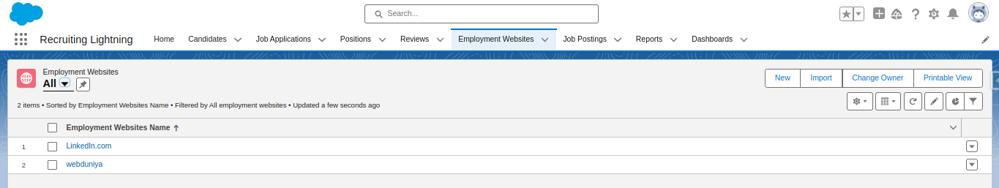 Search...
Recruiting Lightning Home Candidates Job Applications Positions Reviews Employment Websites Job Postings Reports Dashboards
Employment Websites
All
New Import Change Owner Printable View
2 items • Sorted by Employment Websites Name • Filtered by All employment websites • Updated a few seconds ago
Employment Websites Name
1 LinkedIn.com
2 webduniya